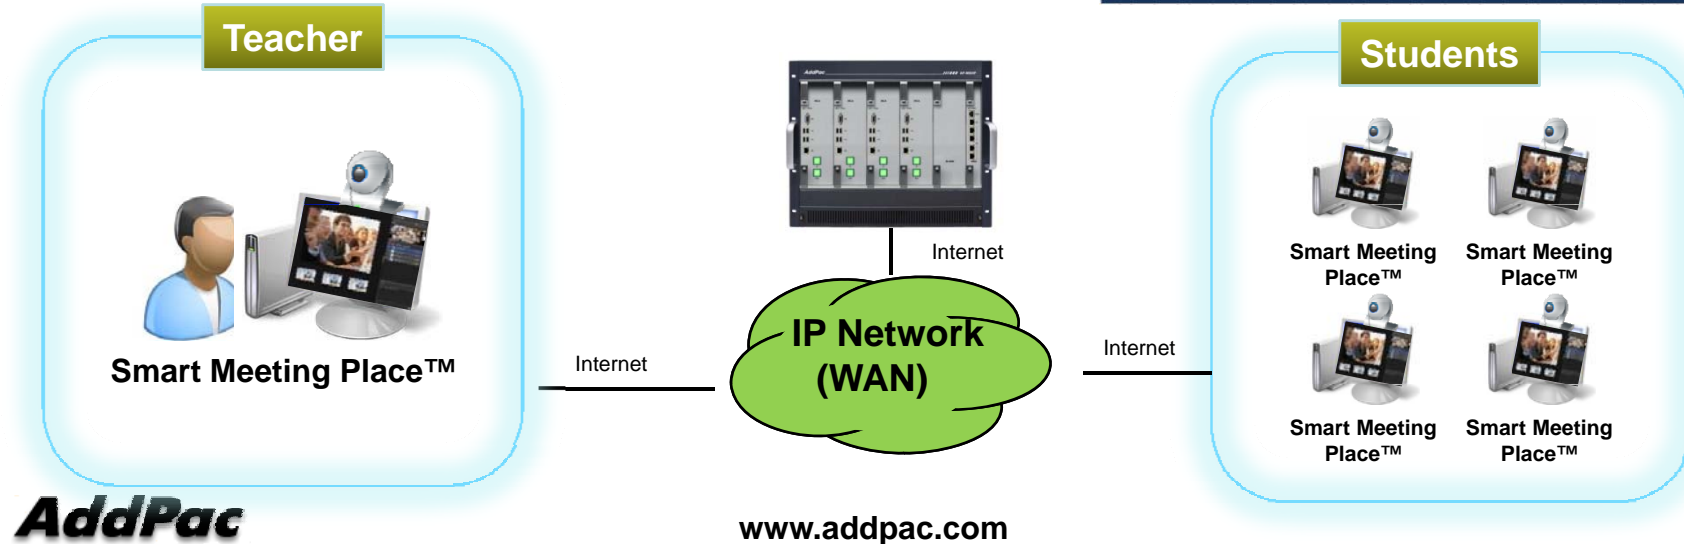 Teacher
Students
AddPac
Internet
Smart Meeting
Place™
Smart Meeting
Place™
IP Network
(WAN)
Internet
Internet
Smart Meeting Place™
Smart Meeting
Place™
Smart Meeting
Place™
AddPac
www.addpac.com